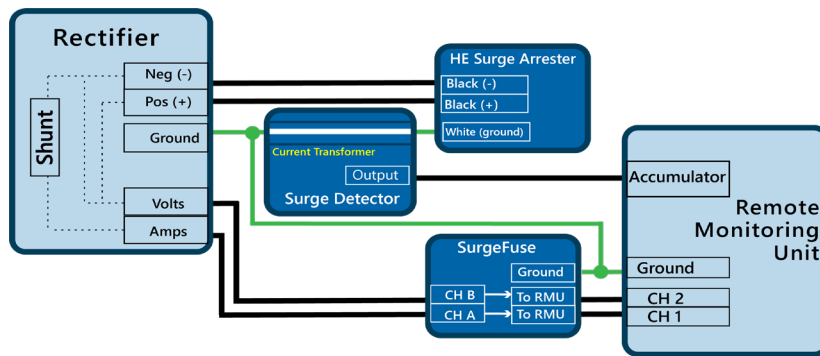 Rectifier
Neg (-)
Pos (+)
Ground
Shunt
Volts
Amps
HE Surge Arrester
Black (-)
Black (+)
White (ground)
Current Transformer
Output
Surge Detector
SurgeFuse
Ground
CH B
To RMU
CH A
To RMU
Accumulator
Remote
Monitoring
Unit
Ground
CH 2
CH 1